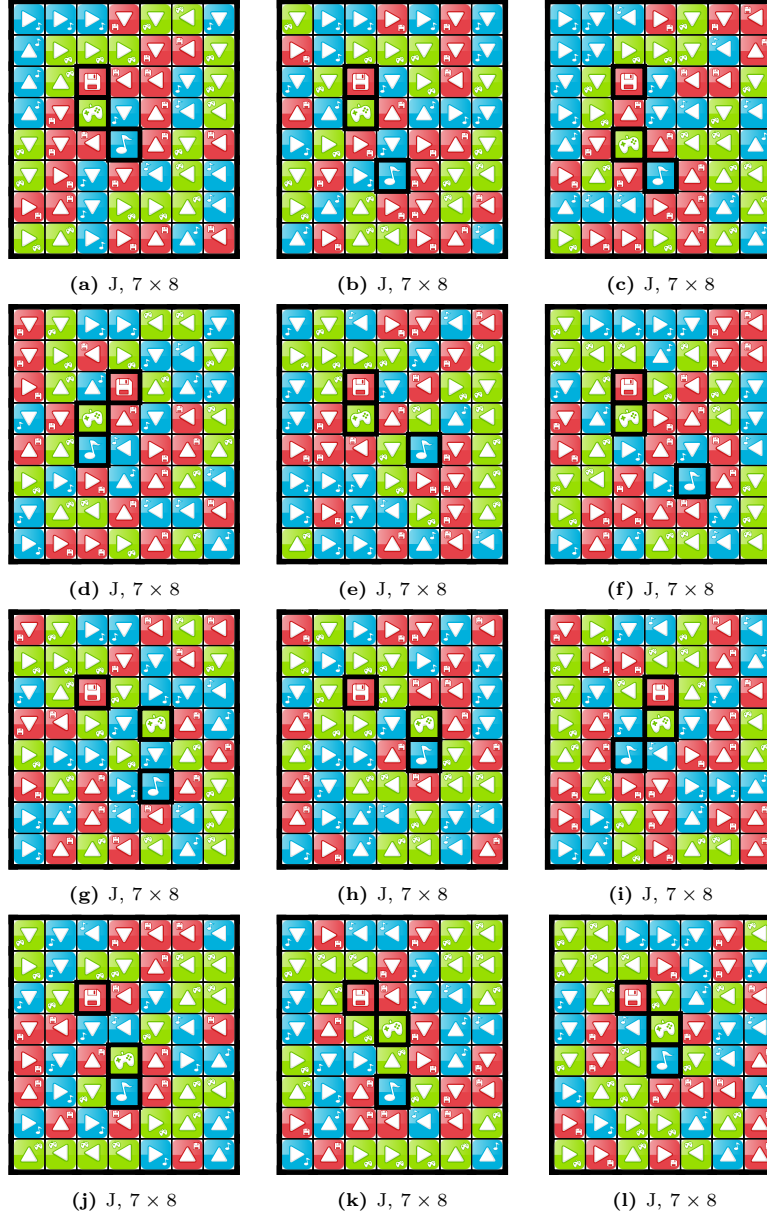 (a) J, 7 × 8
(b) J, 7 × 8
(c) J, 7 × 8
(d) J, 7 × 8
(e) J, 7 × 8
(f) J, 7 × 8
(g) J, 7 × 8
(h) J, 7 × 8
(i) J, 7 × 8
(j) J, 7 × 8
(k) J, 7 × 8
(l) J, 7 × 8